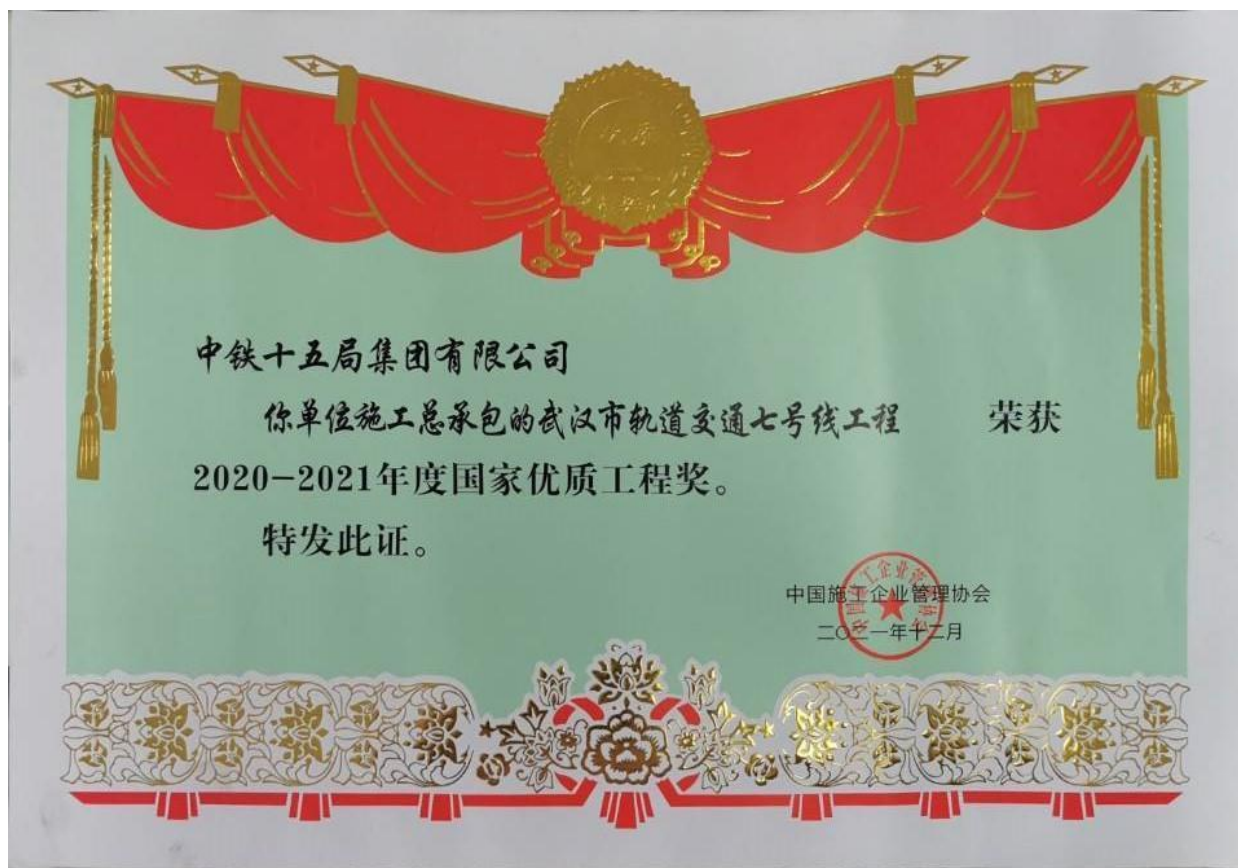 中铁十五局集团有限公司
你单位施工总承包的武汉市轨道交通七号线工程 荣获
2020-2021年度国家优质工程奖。
特发此证。
中国施工企业管理协会
二〇二一年十二月